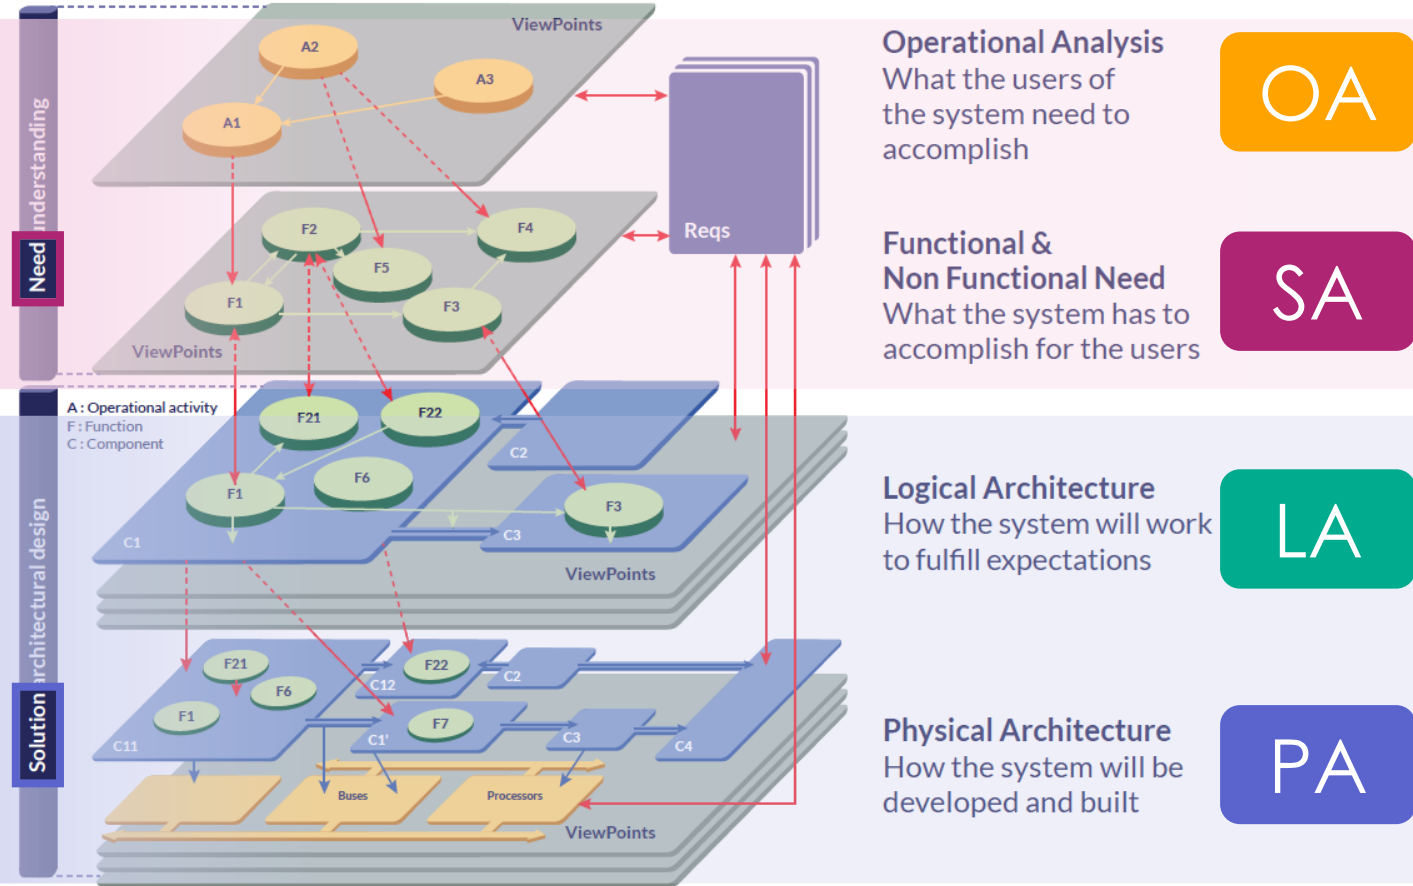 ViewPoints
A2
A3
A1
Need understanding
Reqs
Operational Analysis
What the users of
the system need to
accomplish
OA
F2
F4
F5
F1
F3
ViewPoints
Functional &
Non Functional Need
What the system has to
accomplish for the users
SA
A : Operational activity
F : Function
C : Component
F21
F22
C2
F6
F1
F3
C1
C3
ViewPoints
Solution architectural design
Logical Architecture
How the system will work
to fulfill expectations
LA
F21
F22
C2
C12
F6
F1
F7
C11
C1'
C3
C4
Buses
Processors
ViewPoints
Physical Architecture
How the system will be
developed and built
PA